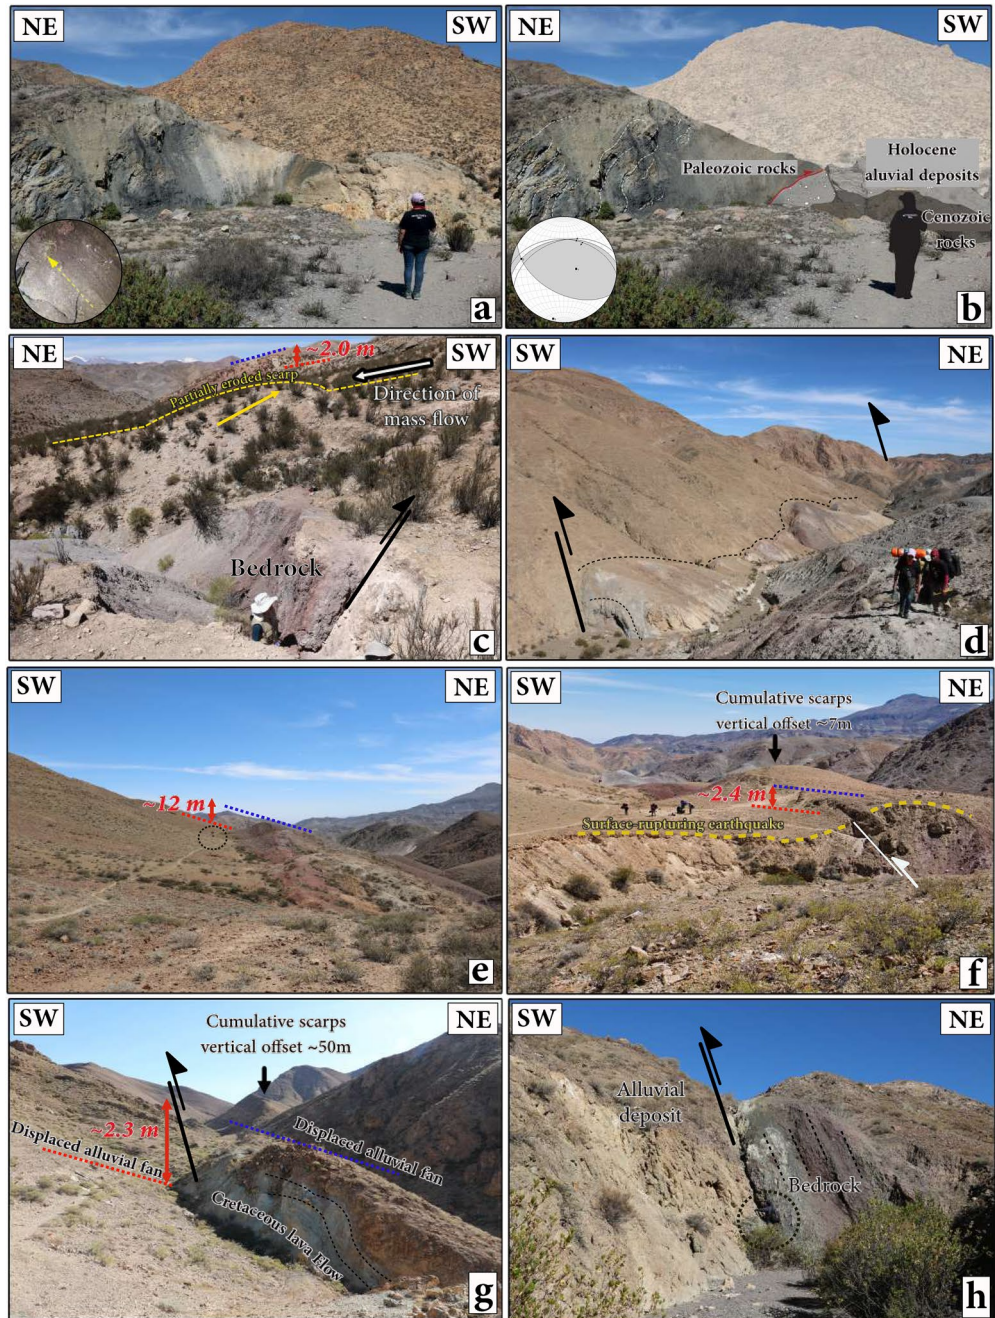 NE
SW
a
NE
SW
Paleozoic rocks
Holocene
aluvial deposits
Cenozoic
rocks
b
NE
SW
~2.0 m
Partially eroded scarp
Direction of
mass flow
Bedrock
c
SW
NE
d
SW
NE
~12 m
e
SW
NE
Cumulative scarps
vertical offset ~7m
~2.4 m
Surface-rupturing earthquake
f
SW
NE
Cumulative scarps
vertical offset ~50m
~2.3 m
Displaced alluvial fan
Displaced alluvial fan
Cretaceous lava Flow
g
SW
NE
Alluvial
deposit
Bedrock
h